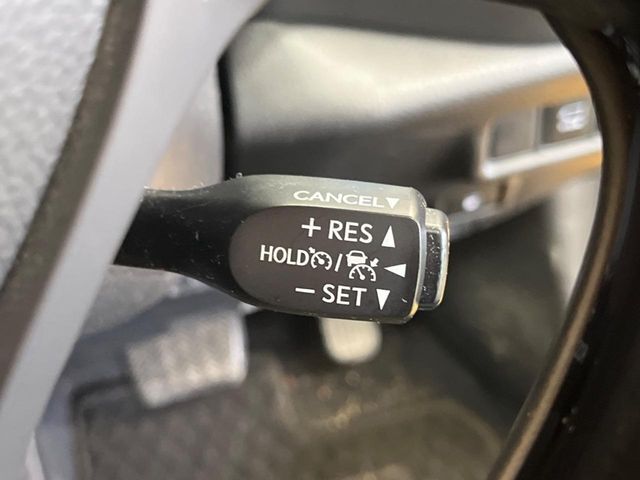 CANCEL▼
+ RES ▲
HOLD / ◄
− SET ▼